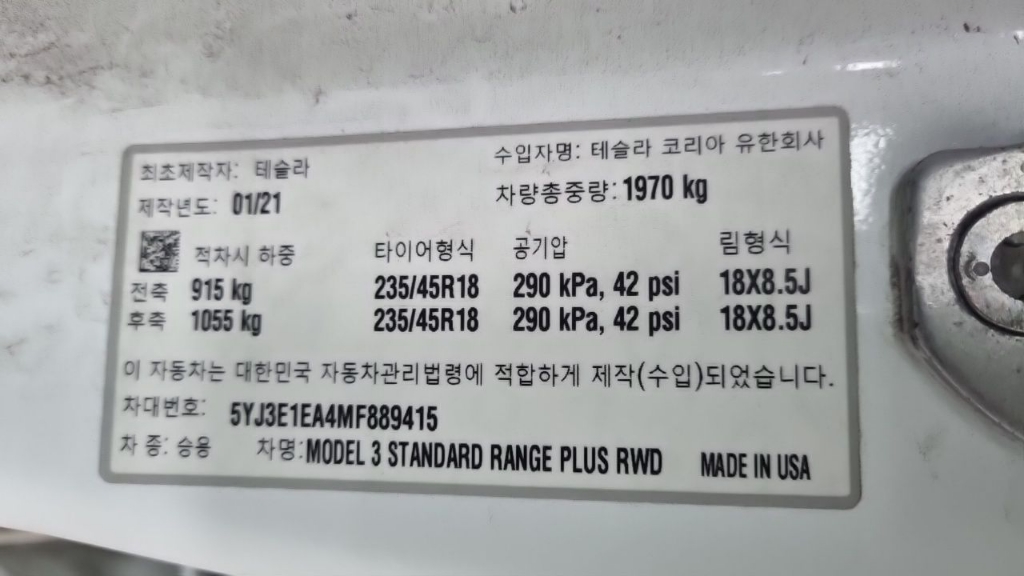 최초제작자: 테슬라 수입자명: 테슬라 코리아 유한회사
제작년도: 01/21 차량총중량: 1970 kg
적차시 하중 타이어형식 공기압 림형식
전축 915 kg 235/45R18 290 kPa, 42 psi 18X8.5J
후축 1055 kg 235/45R18 290 kPa, 42 psi 18X8.5J
이 자동차는 대한민국 자동차관리법령에 적합하게 제작(수입)되었습니다.
차대번호: 5YJ3E1EA4MF889415
차 종: 승용 차명: MODEL 3 STANDARD RANGE PLUS RWD MADE IN USA